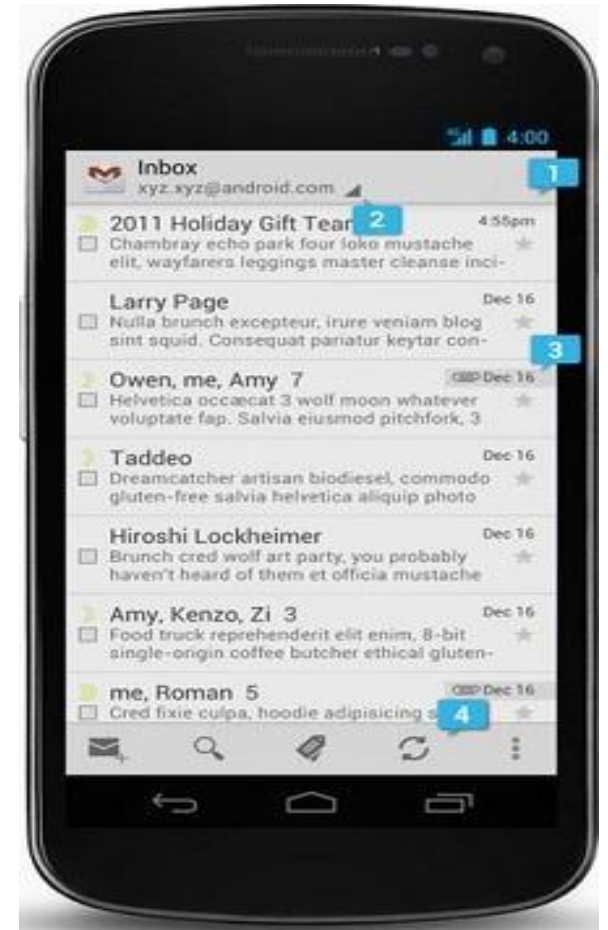 4G 4:00
1
Inbox
xyz.xyz@android.com
2
2011 Holiday Gift Tear 4:55pm
Chambray echo park four loko mustache
elit, wayfarers leggings master cleanse inci-
Larry Page Dec 16
Nulla brunch excepteur, irure veniam blog
sint squid. Consequat pariatur keytar con-
3
Owen, me, Amy 7 Dec 16
Helvetica occæcat 3 wolf moon whatever
voluptate fap. Salvia eiusmod pitchfork, 3
Taddeo Dec 16
Dreamcatcher artisan biodiesel, commodo
gluten-free salvia helvetica aliquip photo
Hiroshi Lockheimer Dec 16
Brunch cred wolf art party, you probably
haven't heard of them et officia mustache
Amy, Kenzo, Zi 3 Dec 16
Food truck reprehenderit elit enim, 8-bit
single-origin coffee butcher ethical gluten-
me, Roman 5 Dec 16
Cred fixie culpa, hoodie adipisicing s
4